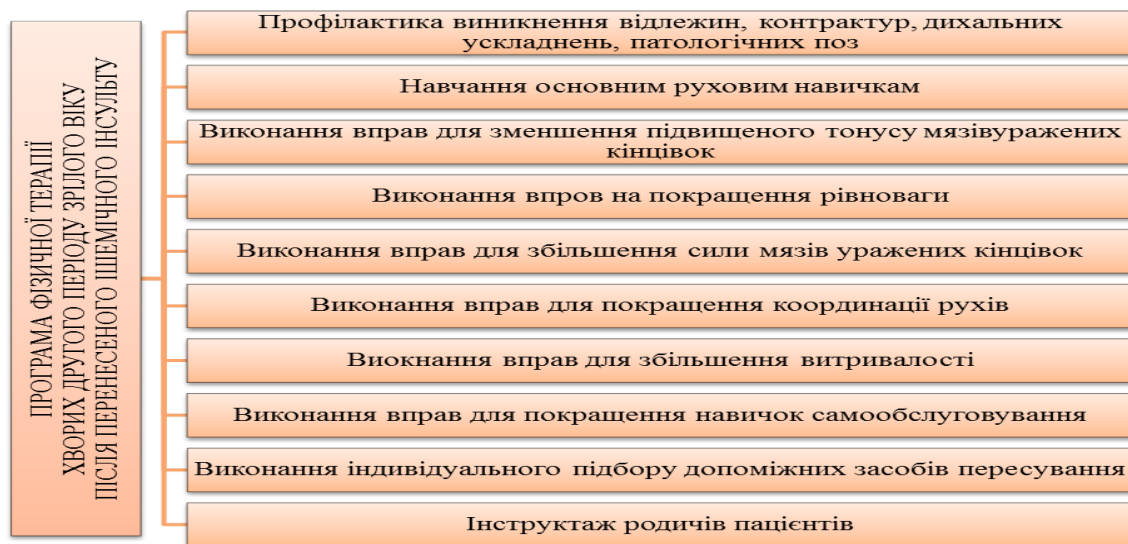 ПРОГРАМА ФІЗИЧНОЇ ТЕРАПІЇ
ХВОРИХ ДРУГОГО ПЕРІОДУ ЗРІЛОГО ВІКУ
ПІСЛЯ ПЕРЕНЕСЕНОГО ІШЕМІЧНОГО ІНСУЛЬТУ
Профілактика виникнення відлежин, контрактур, дихальних
ускладнень, патологічних поз
Навчання основним руховим навичкам
Виконання вправ для зменшення підвищеного тонусу мязівуражених
кінцівок
Виконання впров на покращення рівноваги
Виконання вправ для збільшення сили мязів уражених кінцівок
Виконання вправ для покращення координації рухів
Виокнання вправ для збільшення витривалості
Виконання вправ для покращення навичок самообслуговування
Виконання індивідуального підбору допоміжних засобів пересування
Інструктаж родичів пацієнтів